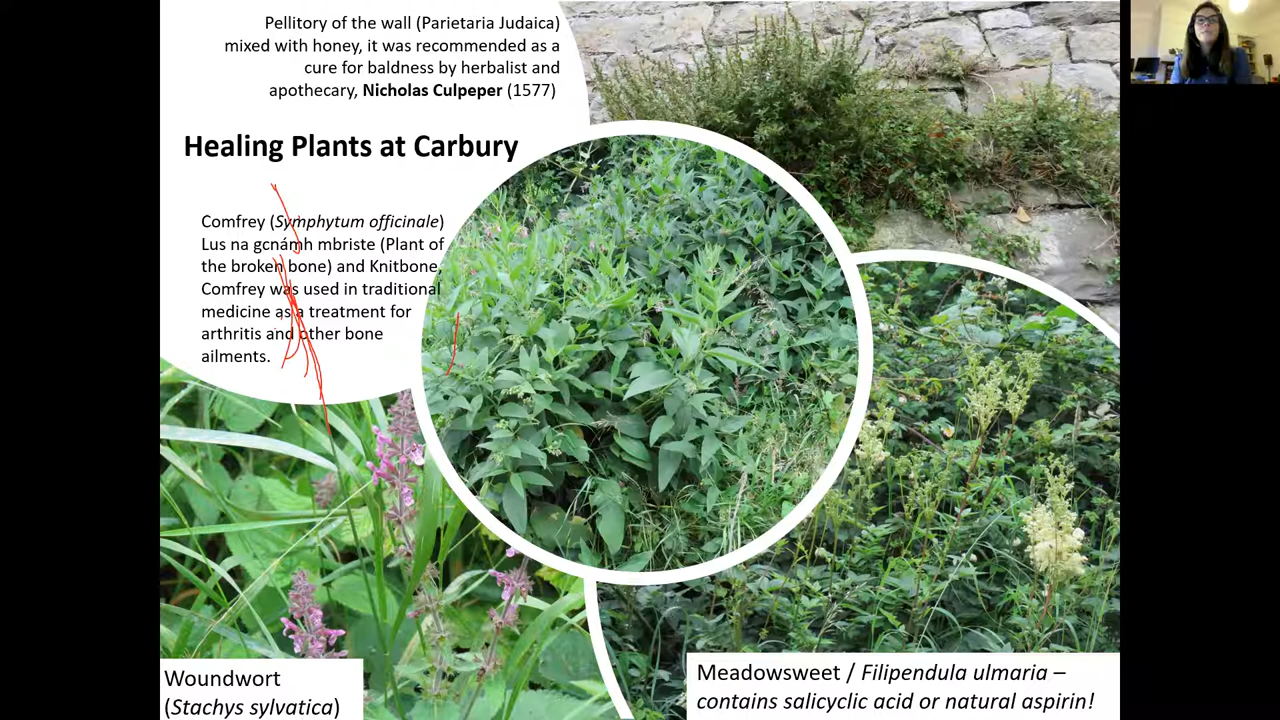 Pellitory of the wall (Parietaria Judaica)
mixed with honey, it was recommended as a
cure for baldness by herbalist and
apothecary, Nicholas Culpeper (1577)
Healing Plants at Carbury
Comfrey (Symphytum officinale)
Lus na gcnámh mbriste (Plant of
the broken bone) and Knitbone,
Comfrey was used in traditional
medicine as a treatment for
arthritis and other bone
ailments.
Woundwort
(Stachys sylvatica)
Meadowsweet / Filipendula ulmaria –
contains salicyclic acid or natural aspirin!